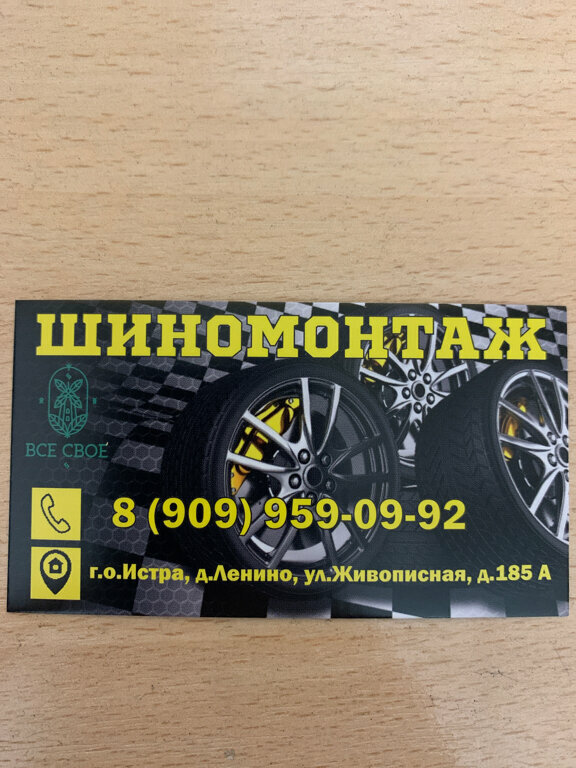 ШИНОМОНТАЖ
ВСЕ СВОЁ
8 (909) 959-09-92
г.о.Истра, д.Ленино, ул.Живописная, д.185 А